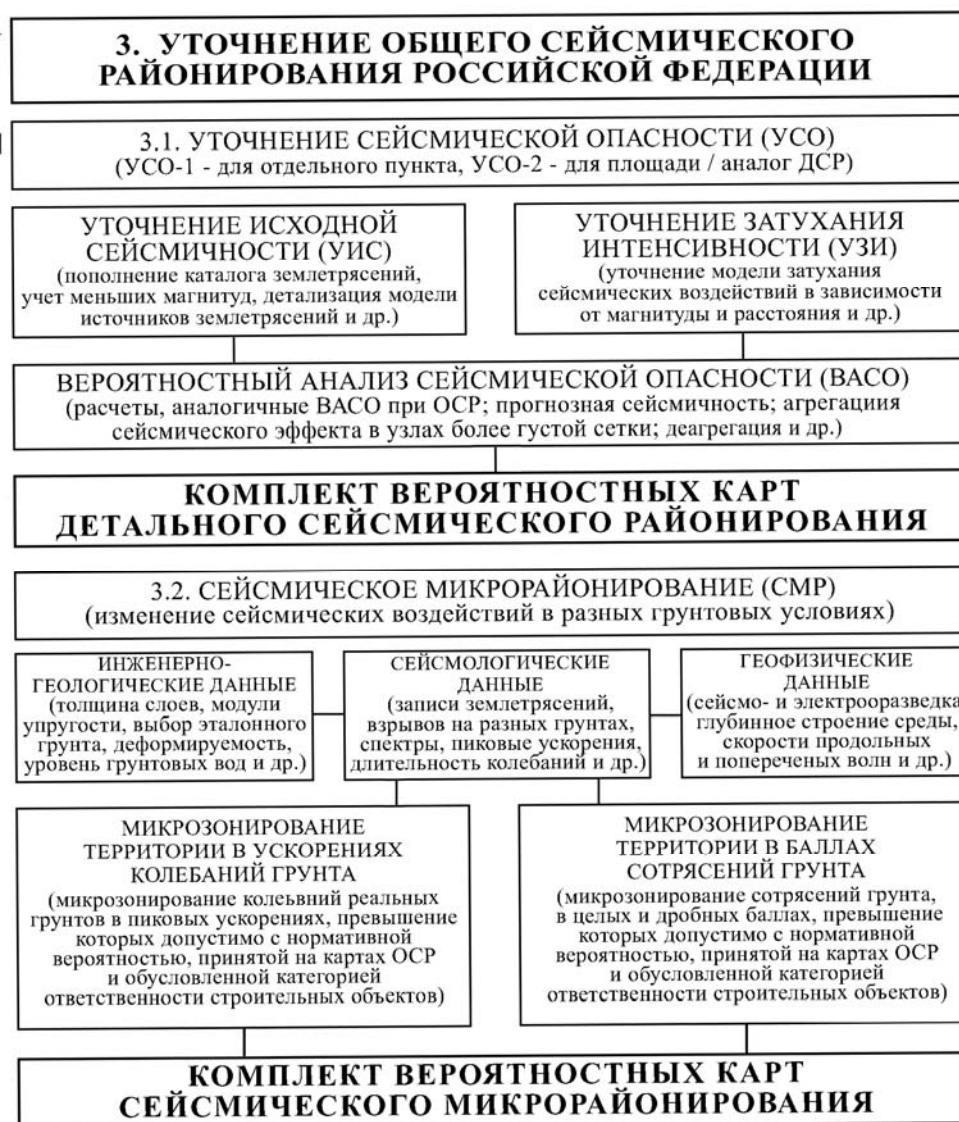 3. УТОЧНЕНИЕ ОБЩЕГО СЕЙСМИЧЕСКОГО
РАЙОНИРОВАНИЯ РОССИЙСКОЙ ФЕДЕРАЦИИ
3.1. УТОЧНЕНИЕ СЕЙСМИЧЕСКОЙ ОПАСНОСТИ (УСО)
(УСО-1 - для отдельного пункта, УСО-2 - для площади / аналог ДСР)
УТОЧНЕНИЕ ИСХОДНОЙ
СЕЙСМИЧНОСТИ (УИС)
(пополнение каталога землетрясений,
учет меньших магнитуд, детализация модели
источников землетрясений и др.)
УТОЧНЕНИЕ ЗАТУХАНИЯ
ИНТЕНСИВНОСТИ (УЗИ)
(уточнение модели затухания
сейсмических воздействий в зависимости
от магнитуды и расстояния и др.)
ВЕРОЯТНОСТНЫЙ АНАЛИЗ СЕЙСМИЧЕСКОЙ ОПАСНОСТИ (ВАСО)
(расчеты, аналогичные ВАСО при ОСР; прогнозная сейсмичность; агрегациия
сейсмического эффекта в узлах более густой сетки; деагрегация и др.)
КОМПЛЕКТ ВЕРОЯТНОСТНЫХ КАРТ
ДЕТАЛЬНОГО СЕЙСМИЧЕСКОГО РАЙОНИРОВАНИЯ
3.2. СЕЙСМИЧЕСКОЕ МИКРОРАЙОНИРОВАНИЕ (СМР)
(изменение сейсмических воздействий в разных грунтовых условиях)
ИНЖЕНЕРНО-
ГЕОЛОГИЧЕСКИЕ ДАННЫЕ
(толщина слоев, модули
упругости, выбор эталонного
грунта, деформируемость,
уровень грунтовых вод и др.)
СЕЙСМОЛОГИЧЕСКИЕ
ДАННЫЕ
(записи землетрясений,
взрывов на разных грунтах,
спектры, пиковые ускорения,
длительность колебаний и др.)
ГЕОФИЗИЧЕСКИЕ
ДАННЫЕ
(сейсмо- и электроразведка
глубинное строение среды,
скорости продольных
и поперечных волн и др.)
МИКРОЗОНИРОВАНИЕ
ТЕРРИТОРИИ В УСКОРЕНИЯХ
КОЛЕБАНИЙ ГРУНТА
(микрозонирование колеьвний реальных
грунтов в пиковых ускорениях, превышение
которых допустимо с нормативной
вероятностью, принятой на картах ОСР
и обусловленной категорией
ответственности строительных объектов)
МИКРОЗОНИРОВАНИЕ
ТЕРРИТОРИИ В БАЛЛАХ
СОТРЯСЕНИЙ ГРУНТА
(микрозонирование сотрясений грунта,
в целых и дробных баллах, превышение
которых допустимо с нормативной
вероятностью, принятой на картах ОСР
и обусловленной категорией
ответственности строительных объектов)
КОМПЛЕКТ ВЕРОЯТНОСТНЫХ КАРТ
СЕЙСМИЧЕСКОГО МИКРОРАЙОНИРОВАНИЯ